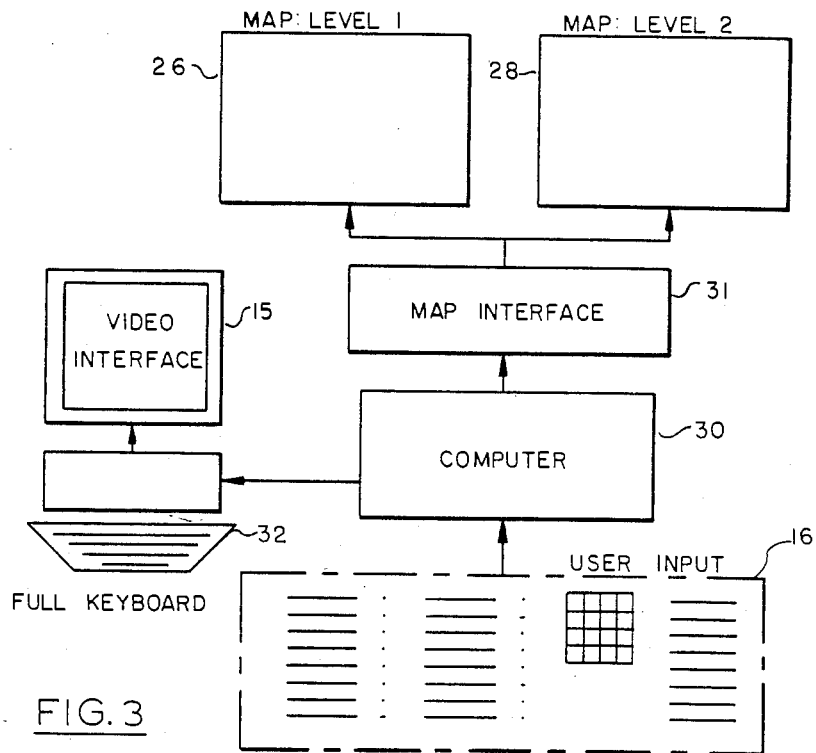 MAP: LEVEL 1
MAP: LEVEL 2
26
28
31
MAP INTERFACE
15
VIDEO
INTERFACE
30
COMPUTER
32
16
USER INPUT
FULL KEYBOARD
FIG. 3